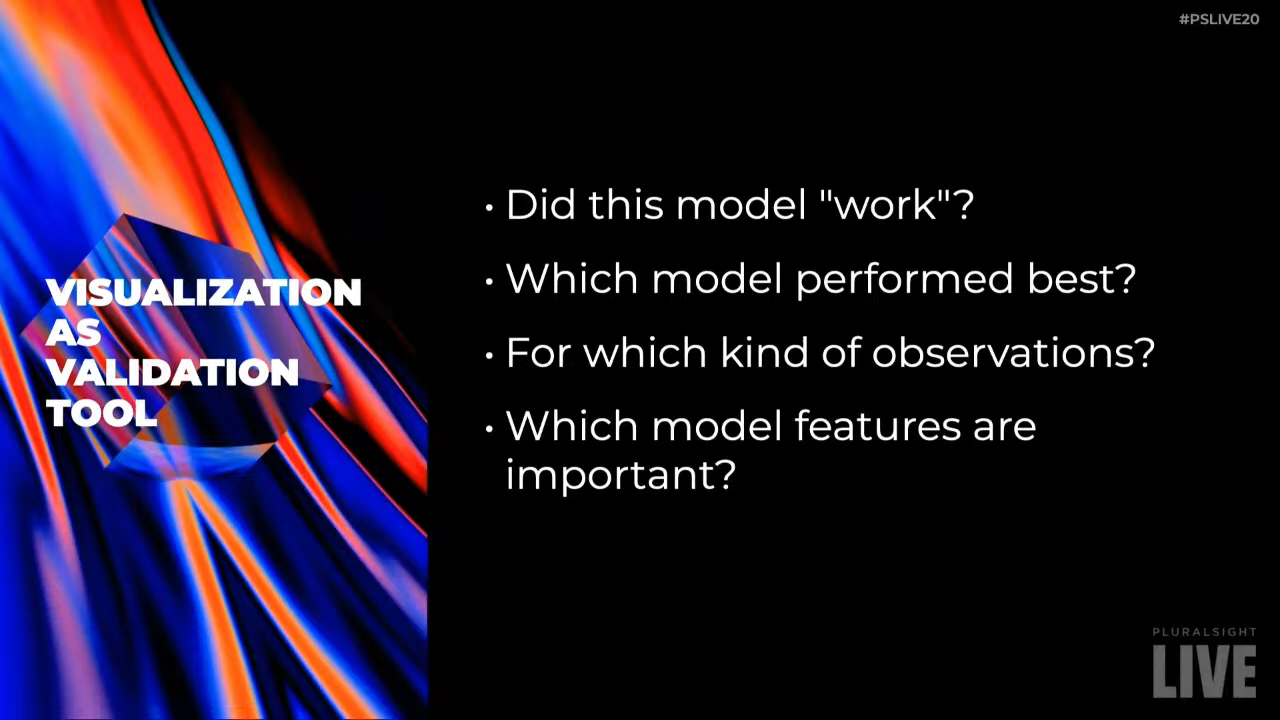 #PSLIVE20
VISUALIZATION
AS
VALIDATION
TOOL
• Did this model "work"?
• Which model performed best?
• For which kind of observations?
• Which model features are
important?
PLURALSIGHT
LIVE